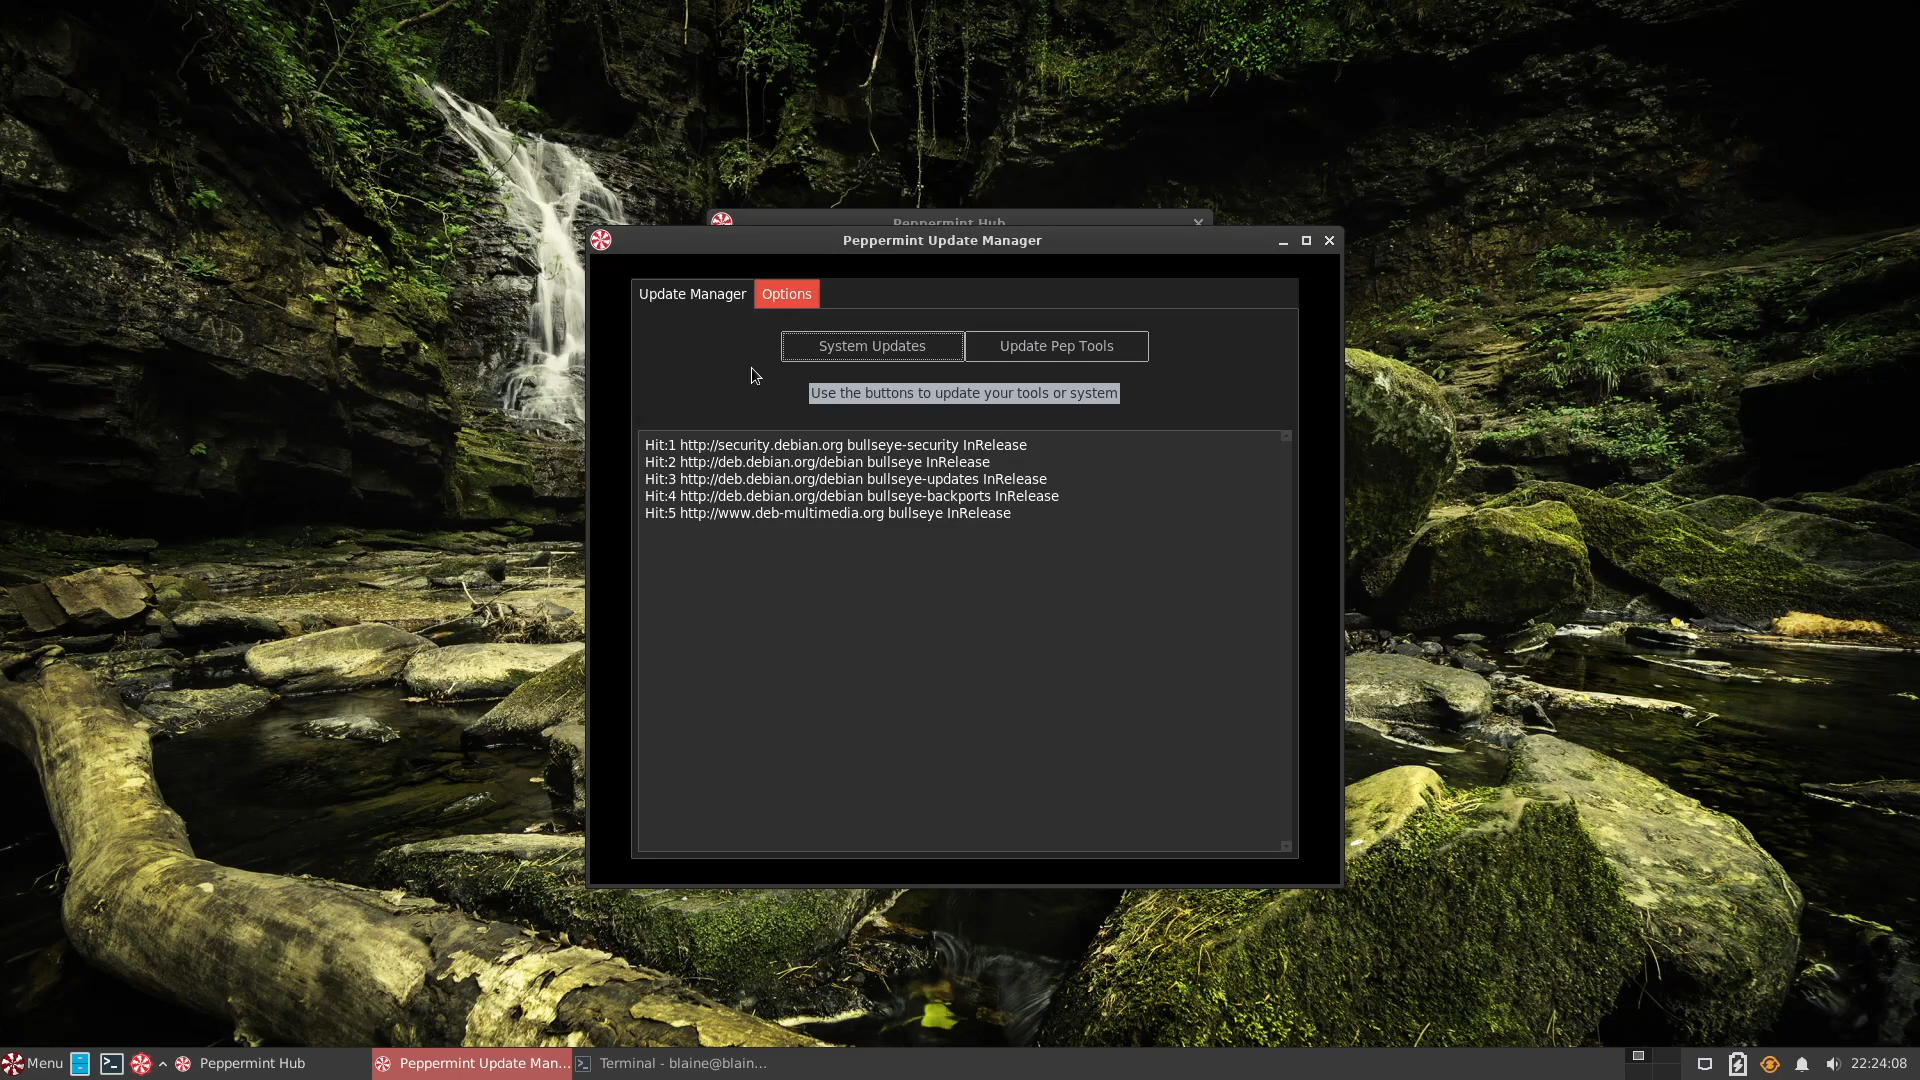 Peppermint Hub
Peppermint Update Manager
Update Manager
Options
System Updates
Update Pep Tools
Use the buttons to update your tools or system
Hit:1 http://security.debian.org bullseye-security InRelease
Hit:2 http://deb.debian.org/debian bullseye InRelease
Hit:3 http://deb.debian.org/debian bullseye-updates InRelease
Hit:4 http://deb.debian.org/debian bullseye-backports InRelease
Hit:5 http://www.deb-multimedia.org bullseye InRelease
Menu
Peppermint Hub
Peppermint Update Man...
Terminal - blaine@blain...
22:24:08